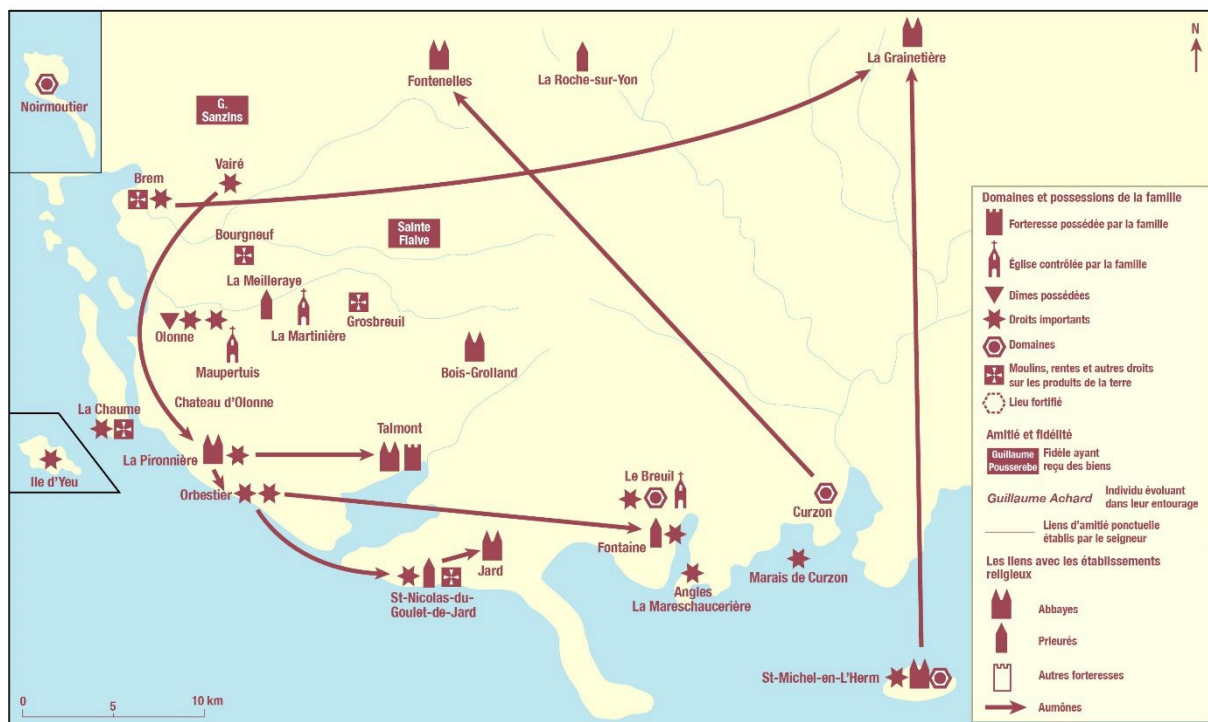 N
La Grainetière
Fontenelles
La Roche-sur-Yon
Noirmoutier
G.
Sanzins
Vairé
Brem
Sainte
Flaive
Bourgneuf
La Meilleraye
La Martinière
Grosbreuil
Olonne
Maupertuis
Bois-Grolland
Chateau d'Olonne
La Chaume
Talmont
La Pironnière
Ile d'Yeu
Orbestier
Le Breuil
Curzon
Fontaine
Jard
Marais de Curzon
St-Nicolas-du-
Goulet-de-Jard
Angles
La Mareschaucerière
St-Michel-en-L'Herm
0 5 10 km
Domaines et possessions de la famille
Forteresse possédée par la famille
Église contrôlée par la famille
Dîmes possédées
Droits importants
Domaines
Moulins, rentes et autres droits
sur les produits de la terre
Lieu fortifié
Amitié et fidélité
Guillaume
Pousserebe
Fidèle ayant
reçu des biens
Guillaume Achard
Individu évoluant
dans leur entourage
Liens d'amitié ponctuelle
établis par le seigneur
Les liens avec les établissements
religieux
Abbayes
Prieurés
Autres forteresses
Aumônes